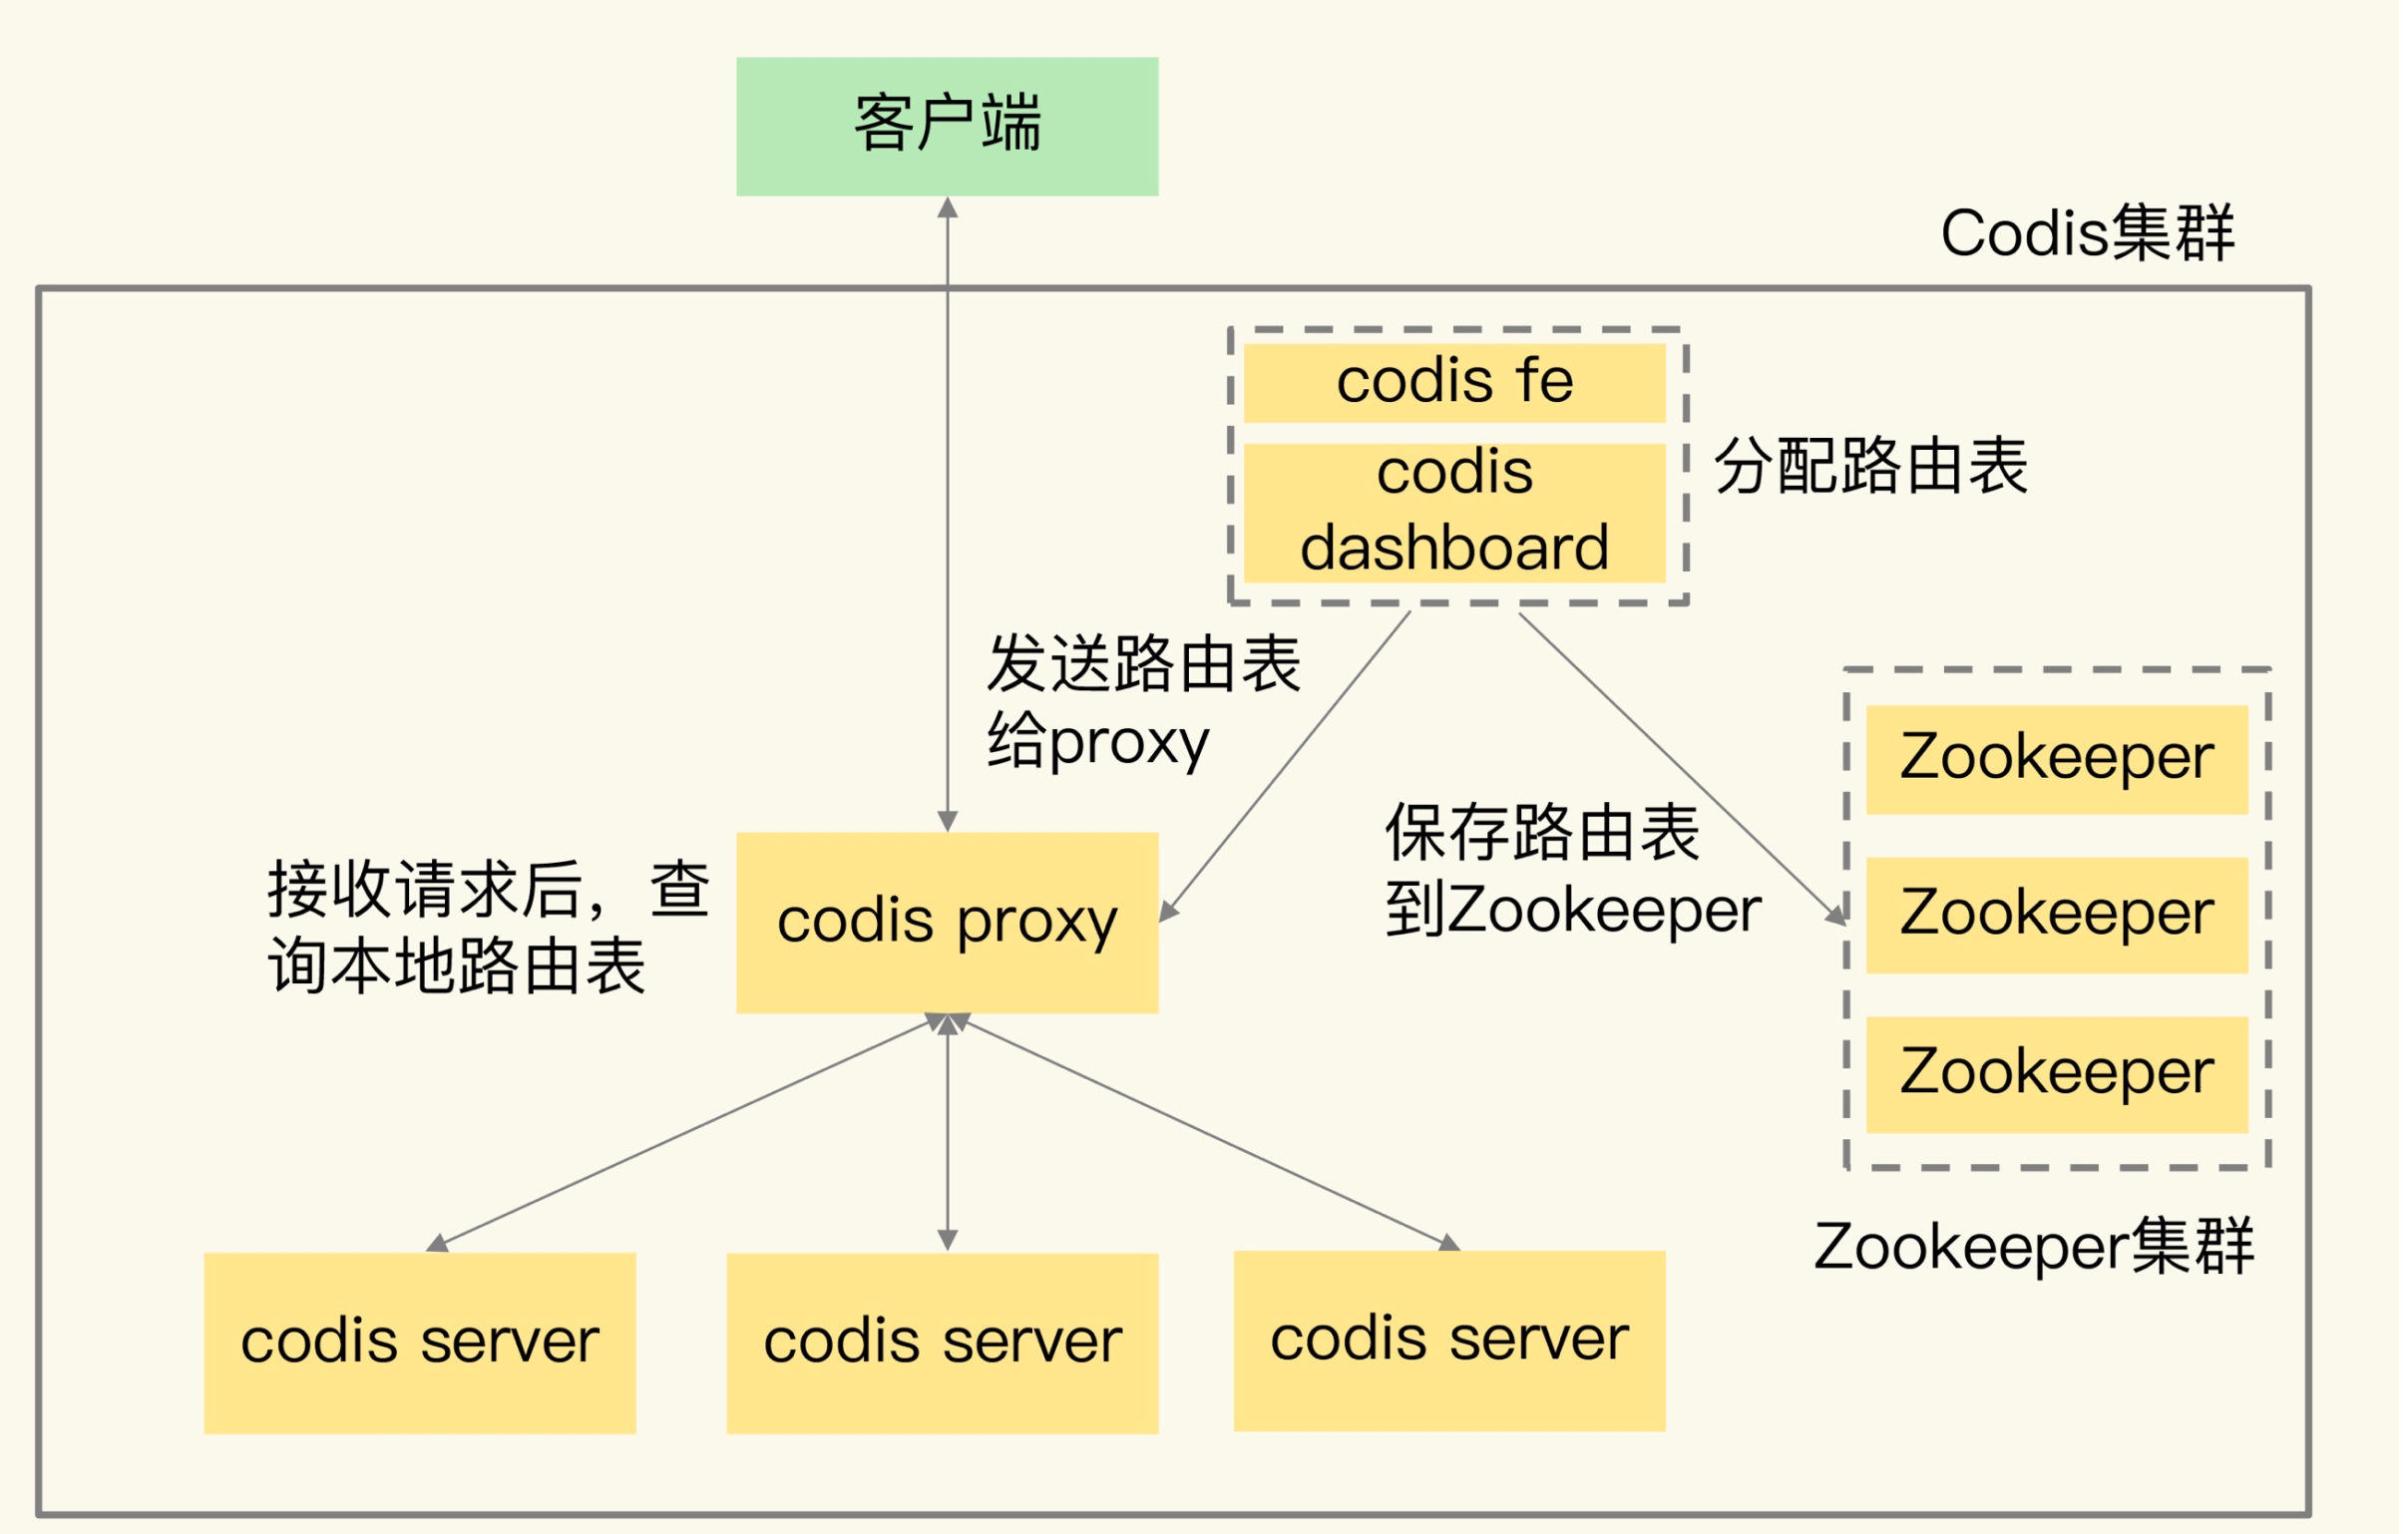 客户端
Codis集群
codis fe
codis
dashboard
分配路由表
发送路由表
给proxy
保存路由表
到Zookeeper
接收请求后，查
询本地路由表
codis proxy
Zookeeper
Zookeeper
Zookeeper
Zookeeper集群
codis server
codis server
codis server